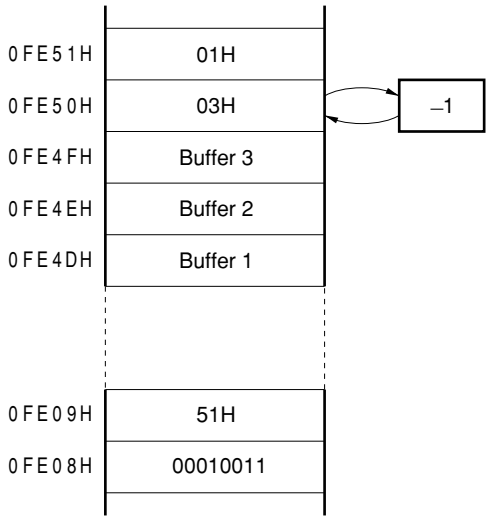 0FE51H 01H
0FE50H 03H –1
0FE4FH Buffer 3
0FE4EH Buffer 2
0FE4DH Buffer 1
0FE09H 51H
0FE08H 00010011